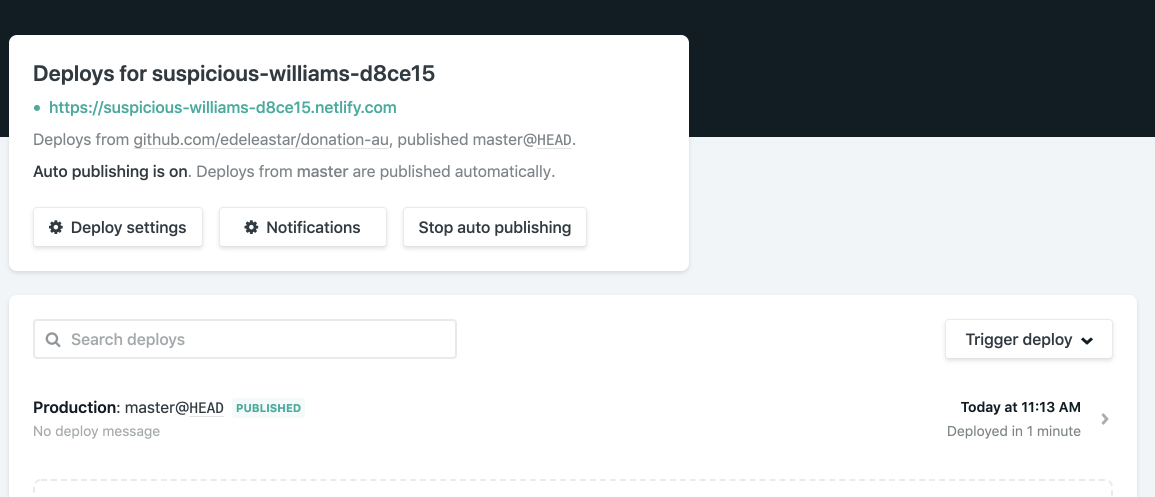 Deploys for suspicious-williams-d8ce15
https://suspicious-williams-d8ce15.netlify.com
Deploys from github.com/edeleastar/donation-au, published master@HEAD.
Auto publishing is on. Deploys from master are published automatically.
Deploy settings
Notifications
Stop auto publishing
Search deploys
Trigger deploy
Production: master@HEAD PUBLISHED
Today at 11:13 AM
No deploy message
Deployed in 1 minute